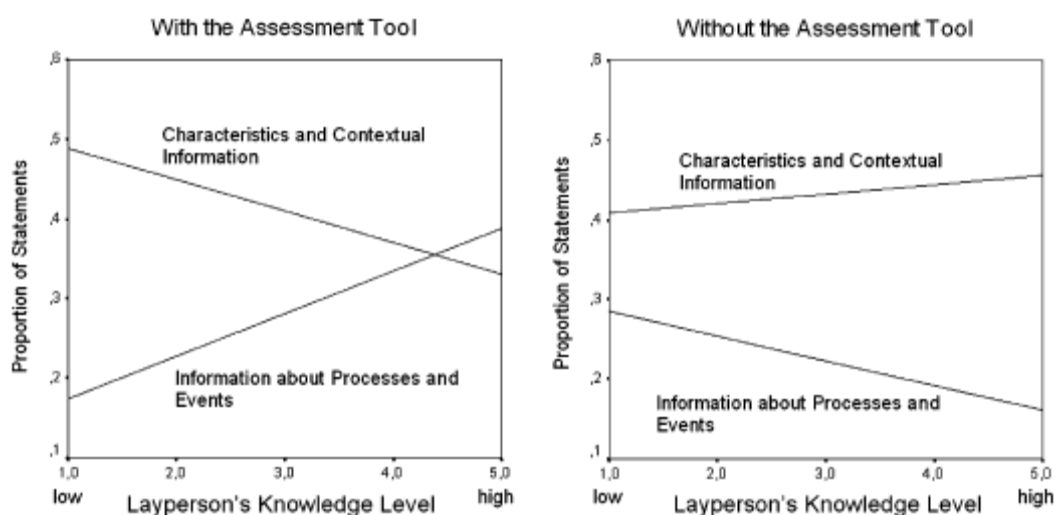 With the Assessment Tool
,6
,5
,4
,3
,2
,1
Proportion of Statements
Characteristics and Contextual
Information
Information about Processes and
Events
1,0
2,0
3,0
4,0
5,0
low
Layperson's Knowledge Level
high
Without the Assessment Tool
,6
,5
,4
,3
,2
,1
Proportion of Statements
Characteristics and Contextual
Information
Information about Processes and
Events
1,0
2,0
3,0
4,0
5,0
low
Layperson's Knowledge Level
high